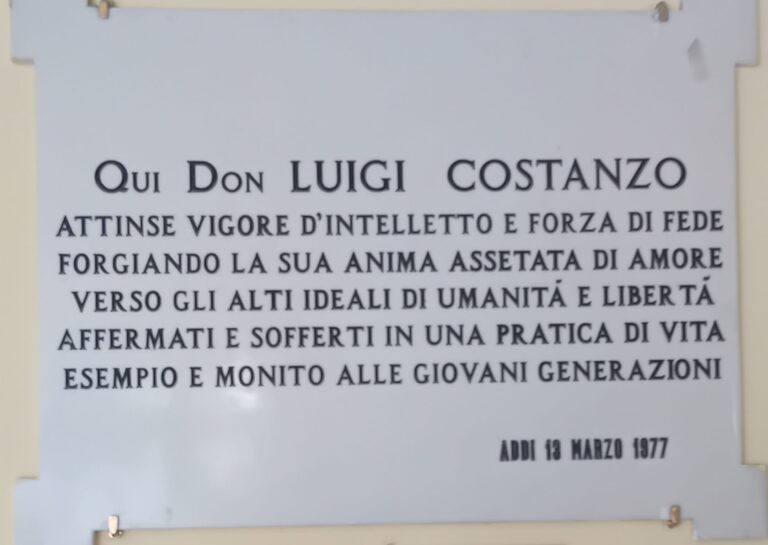 QUI DON LUIGI COSTANZO
ATTINSE VIGORE D'INTELLETTO E FORZA DI FEDE
FORGIANDO LA SUA ANIMA ASSETATA DI AMORE
VERSO GLI ALTI IDEALI DI UMANITÁ E LIBERTÁ
AFFERMATI E SOFFERTI IN UNA PRATICA DI VITA
ESEMPIO E MONITO ALLE GIOVANI GENERAZIONI
ADDI 13 MARZO 1977